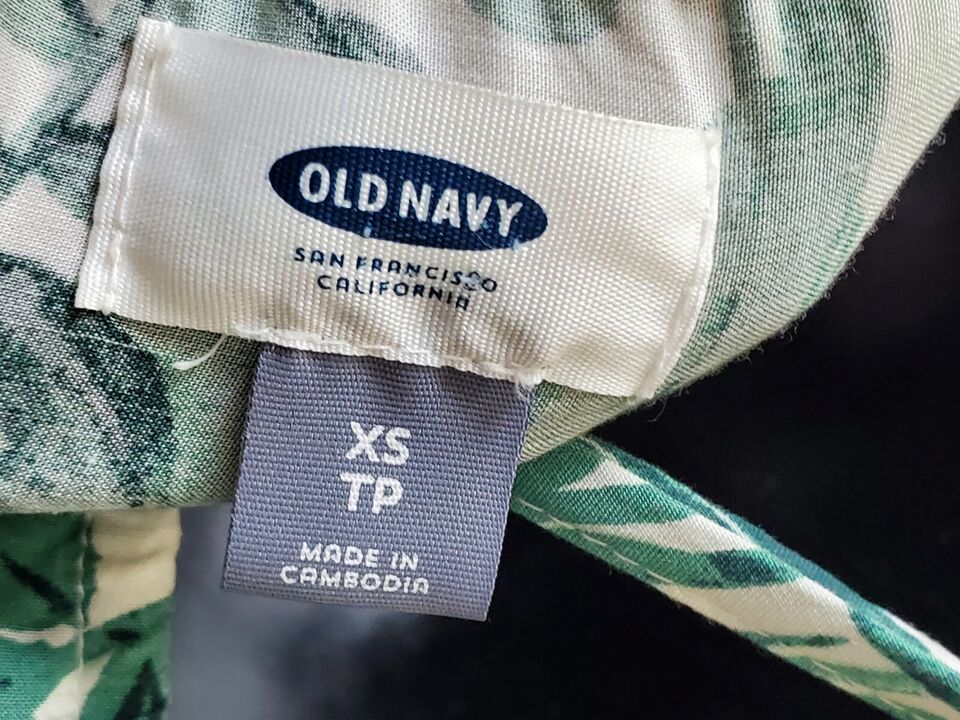 OLD NAVY
SAN FRANCISCO
CALIFORNIA
XS
TP
MADE IN
CAMBODIA